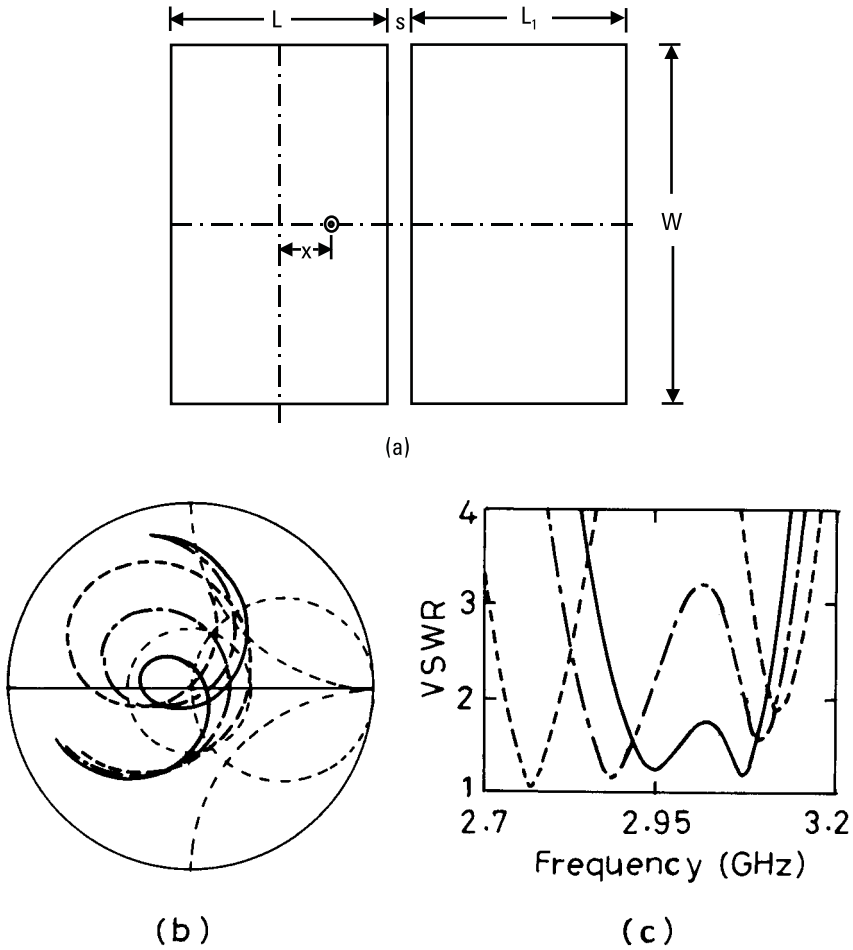 L s L₁
W
x
(a)
4
3
2
1
VSWR
2.7 2.95 3.2
Frequency (GHz)
(b) (c)